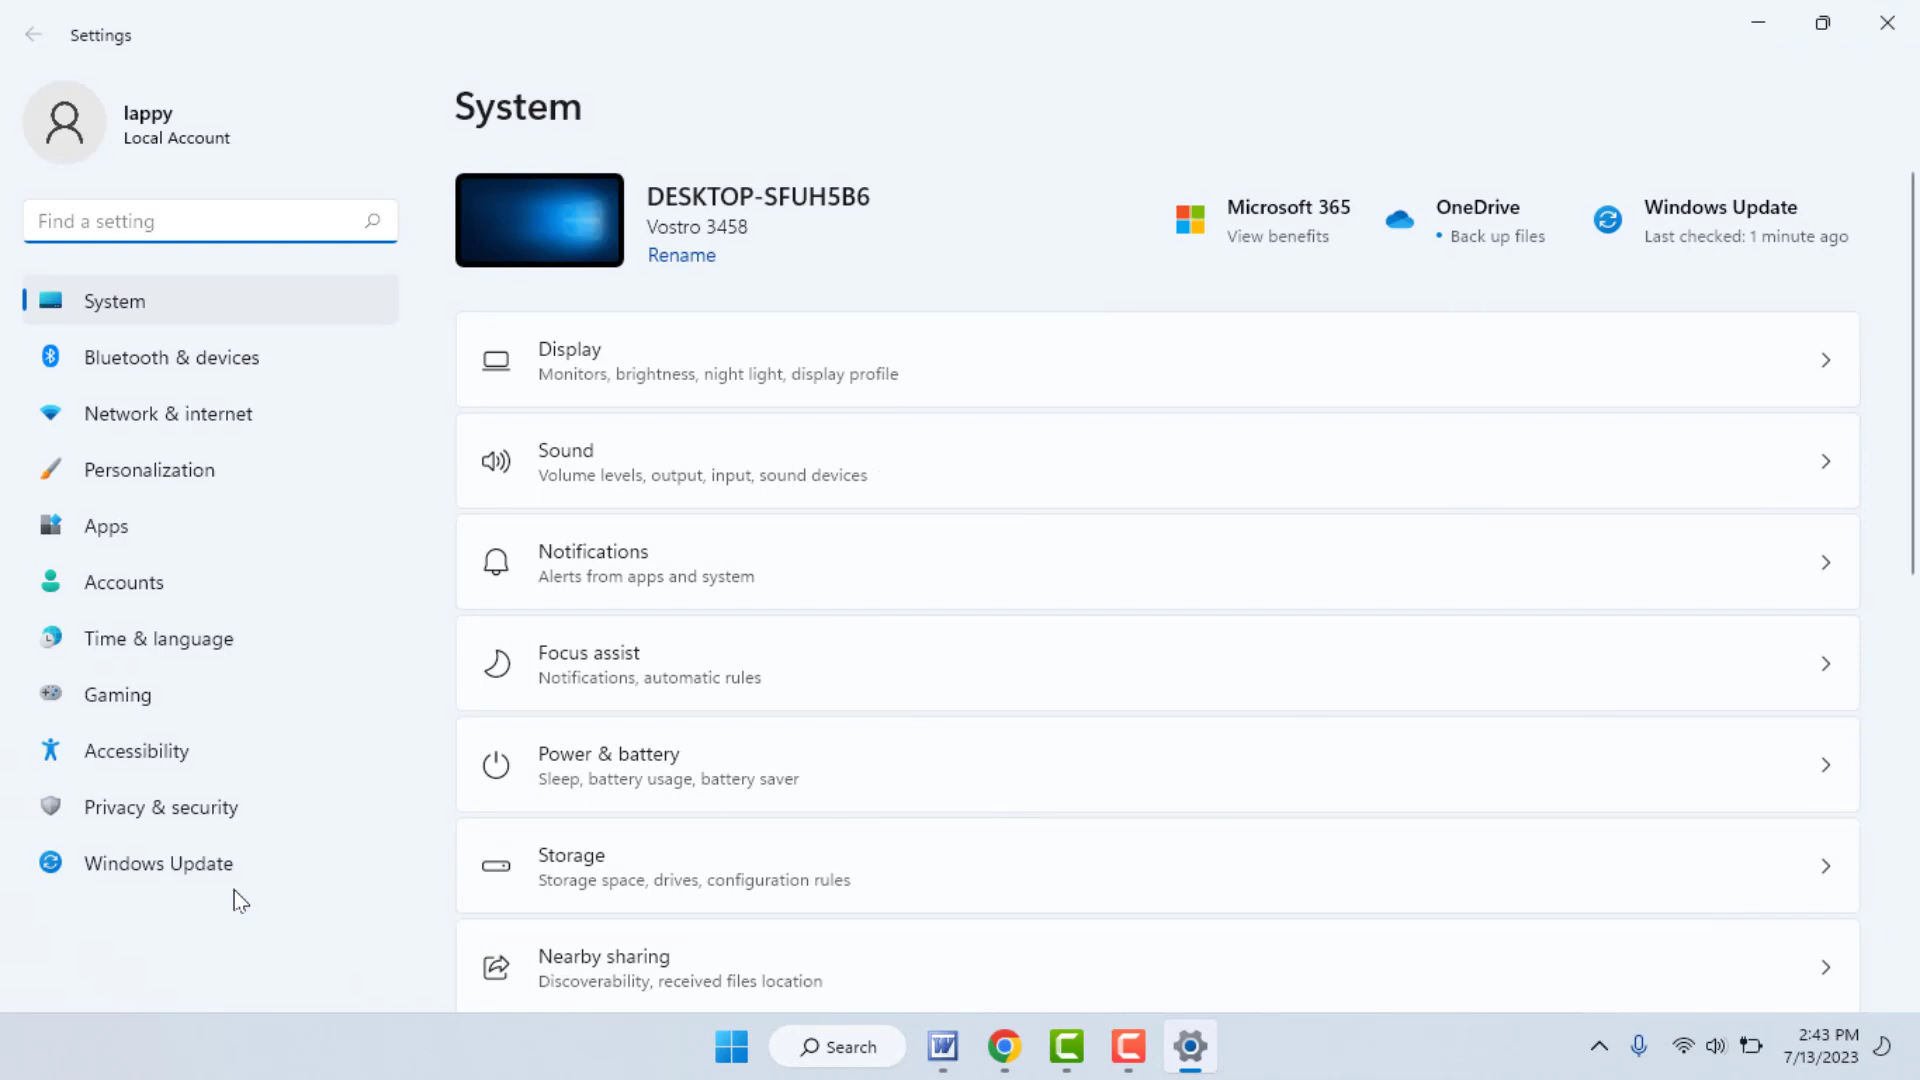 Settings
lappy
Local Account
Find a setting
System
Bluetooth & devices
Network & internet
Personalization
Apps
Accounts
Time & language
Gaming
Accessibility
Privacy & security
Windows Update
System
DESKTOP-SFUH5B6
Vostro 3458
Rename
Microsoft 365
View benefits
OneDrive
• Back up files
Windows Update
Last checked: 1 minute ago
Display
Monitors, brightness, night light, display profile
Sound
Volume levels, output, input, sound devices
Notifications
Alerts from apps and system
Focus assist
Notifications, automatic rules
Power & battery
Sleep, battery usage, battery saver
Storage
Storage space, drives, configuration rules
Nearby sharing
Discoverability, received files location
Search
2:43 PM
7/13/2023